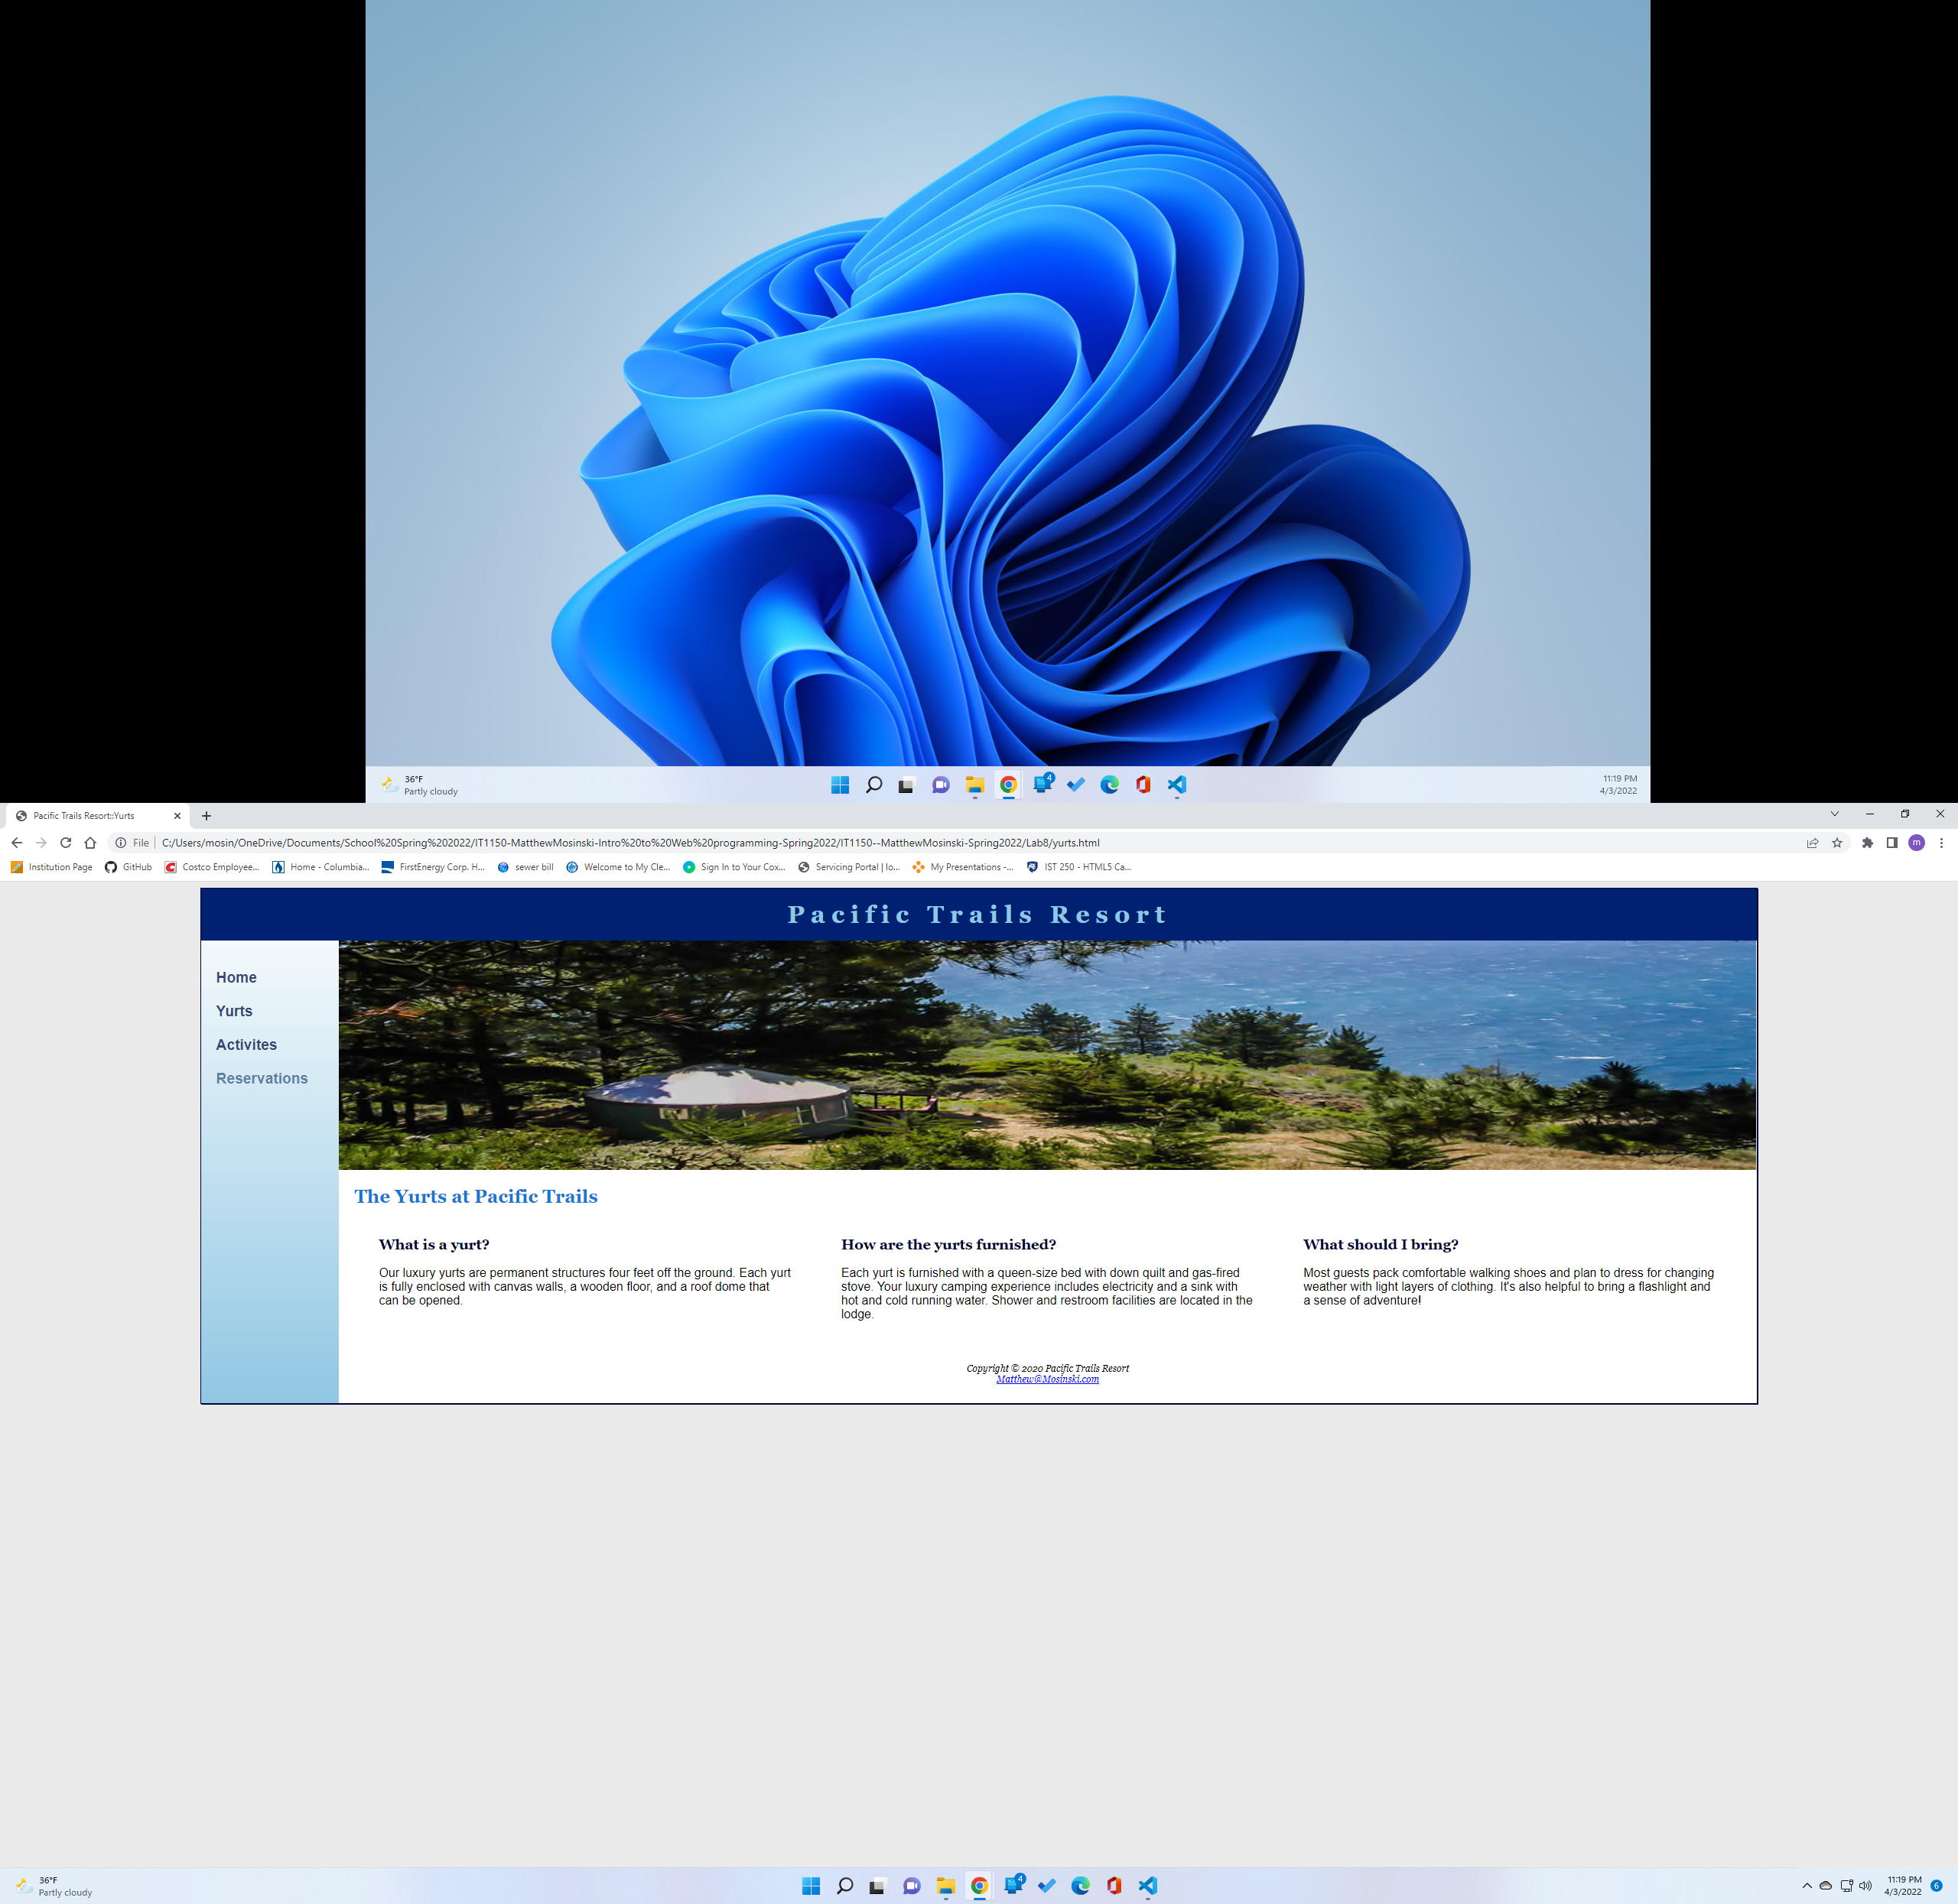 36°F
Partly cloudy
4
11:19 PM
4/3/2022
Pacific Trails Resort::Yurts
File
C:/Users/mosin/OneDrive/Documents/School%20Spring%202022/IT1150-MatthewMosinski-Intro%20to%20Web%20programming-Spring2022/IT1150--MatthewMosinski-Spring2022/Lab8/yurts.html
m
Institution Page GitHub Costco Employee... Home - Columbia... FirstEnergy Corp. H... sewer bill Welcome to My Cle... Sign In to Your Cox... Servicing Portal | lo... My Presentations -... IST 250 - HTML5 Ca...
Pacific Trails Resort
Home
Yurts
Activites
Reservations
The Yurts at Pacific Trails
What is a yurt?
Our luxury yurts are permanent structures four feet off the ground. Each yurt
is fully enclosed with canvas walls, a wooden floor, and a roof dome that
can be opened.
How are the yurts furnished?
Each yurt is furnished with a queen-size bed with down quilt and gas-fired
stove. Your luxury camping experience includes electricity and a sink with
hot and cold running water. Shower and restroom facilities are located in the
lodge.
What should I bring?
Most guests pack comfortable walking shoes and plan to dress for changing
weather with light layers of clothing. It's also helpful to bring a flashlight and
a sense of adventure!
Copyright © 2020 Pacific Trails Resort
Matthew@Mosinski.com
36°F
Partly cloudy
4
11:19 PM
4/3/2022
6